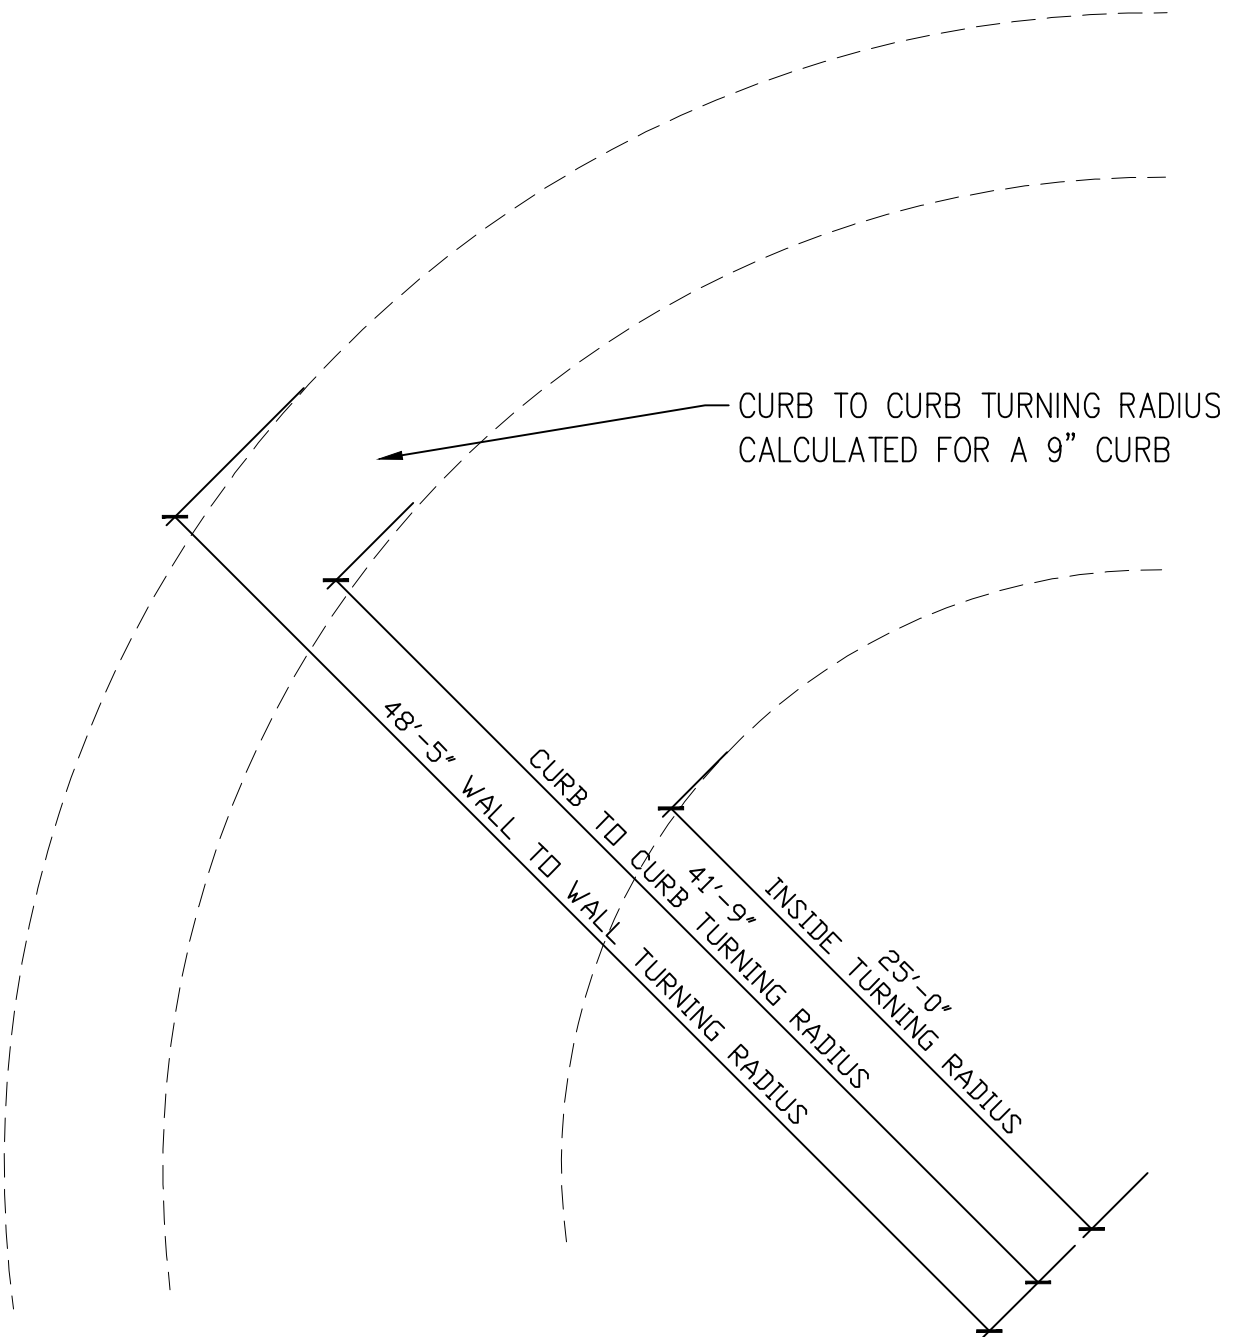 CURB TO CURB TURNING RADIUS
CALCULATED FOR A 9” CURB
48'-5" WALL TO WALL TURNING RADIUS
CURB TO CURB TURNING RADIUS
41'-9"
INSIDE TURNING RADIUS
25'-0"